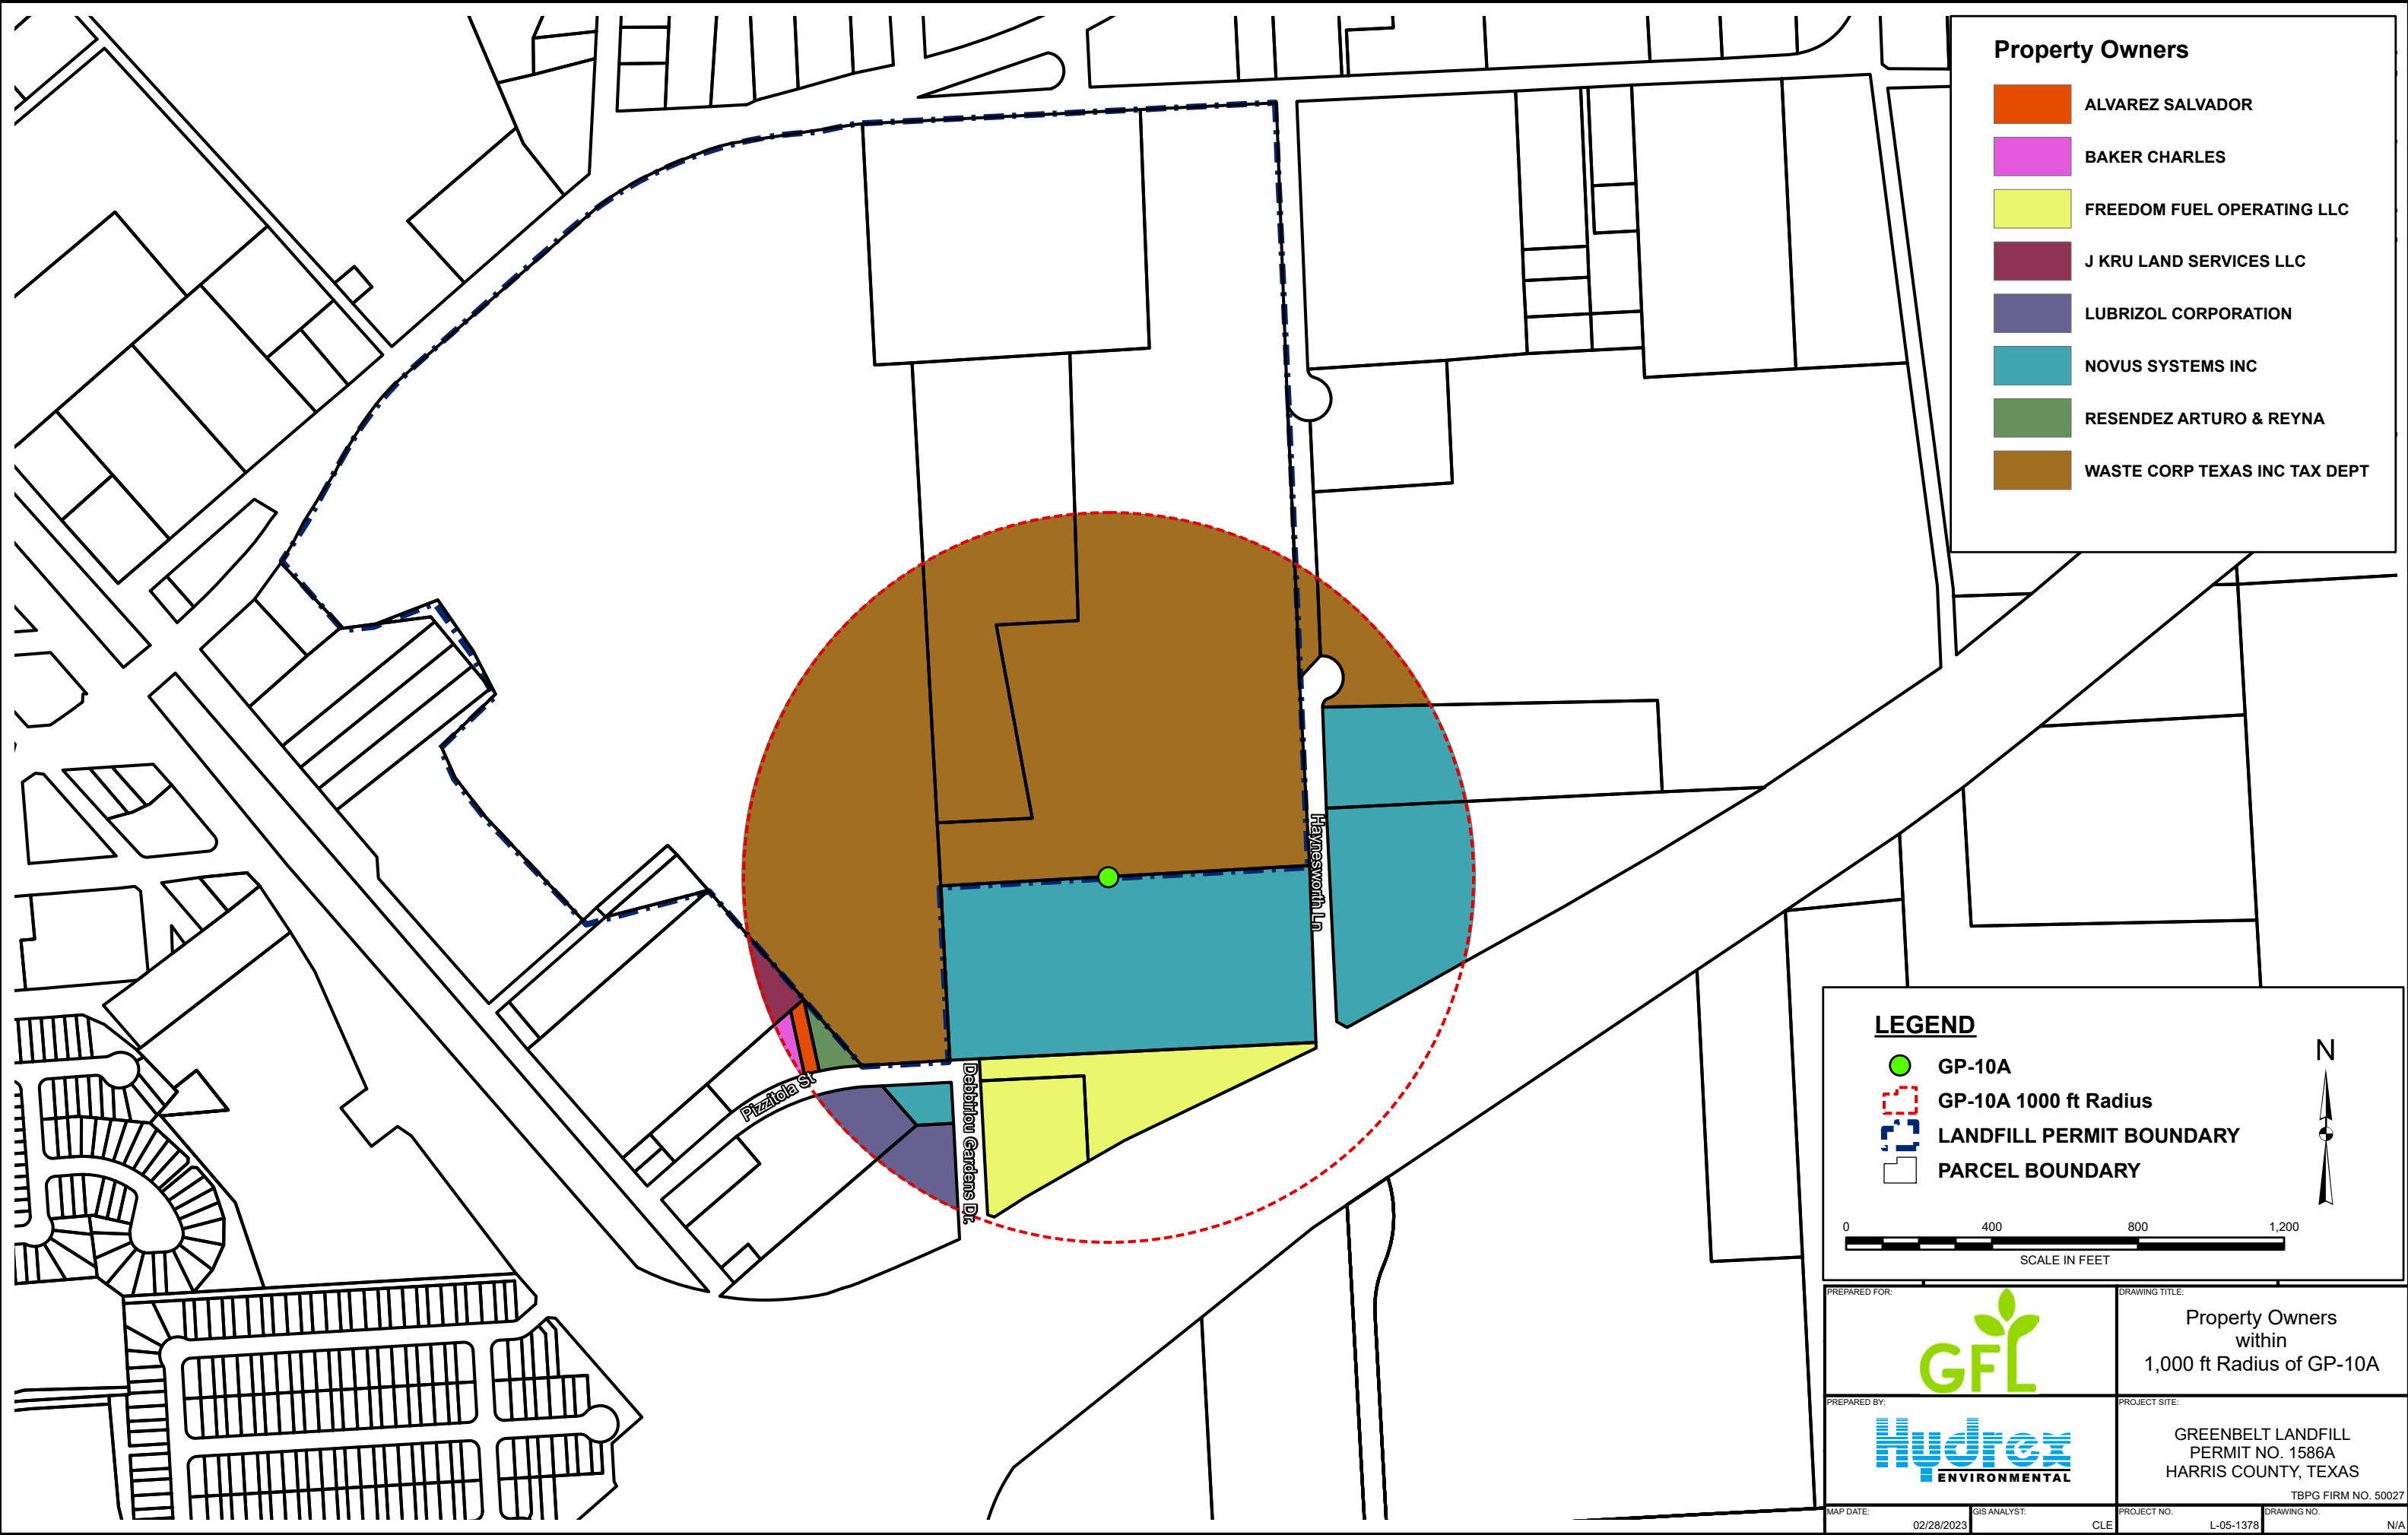 Property Owners
ALVAREZ SALVADOR
BAKER CHARLES
FREEDOM FUEL OPERATING LLC
J KRU LAND SERVICES LLC
LUBRIZOL CORPORATION
NOVUS SYSTEMS INC
RESENDEZ ARTURO & REYNA
WASTE CORP TEXAS INC TAX DEPT
Haynesworth Ln
Pizzitola St
Debbielou Gardens Dr.
LEGEND
GP-10A
GP-10A 1000 ft Radius
LANDFILL PERMIT BOUNDARY
PARCEL BOUNDARY
N
0 400 800 1,200
SCALE IN FEET
PREPARED FOR:
GFL
DRAWING TITLE:
Property Owners
within
1,000 ft Radius of GP-10A
PREPARED BY:
Hydrex
ENVIRONMENTAL
PROJECT SITE:
GREENBELT LANDFILL
PERMIT NO. 1586A
HARRIS COUNTY, TEXAS
TBPG FIRM NO. 50027
MAP DATE:
02/28/2023
GIS ANALYST:
CLE
PROJECT NO.
L-05-1378
DRAWING NO.
N/A